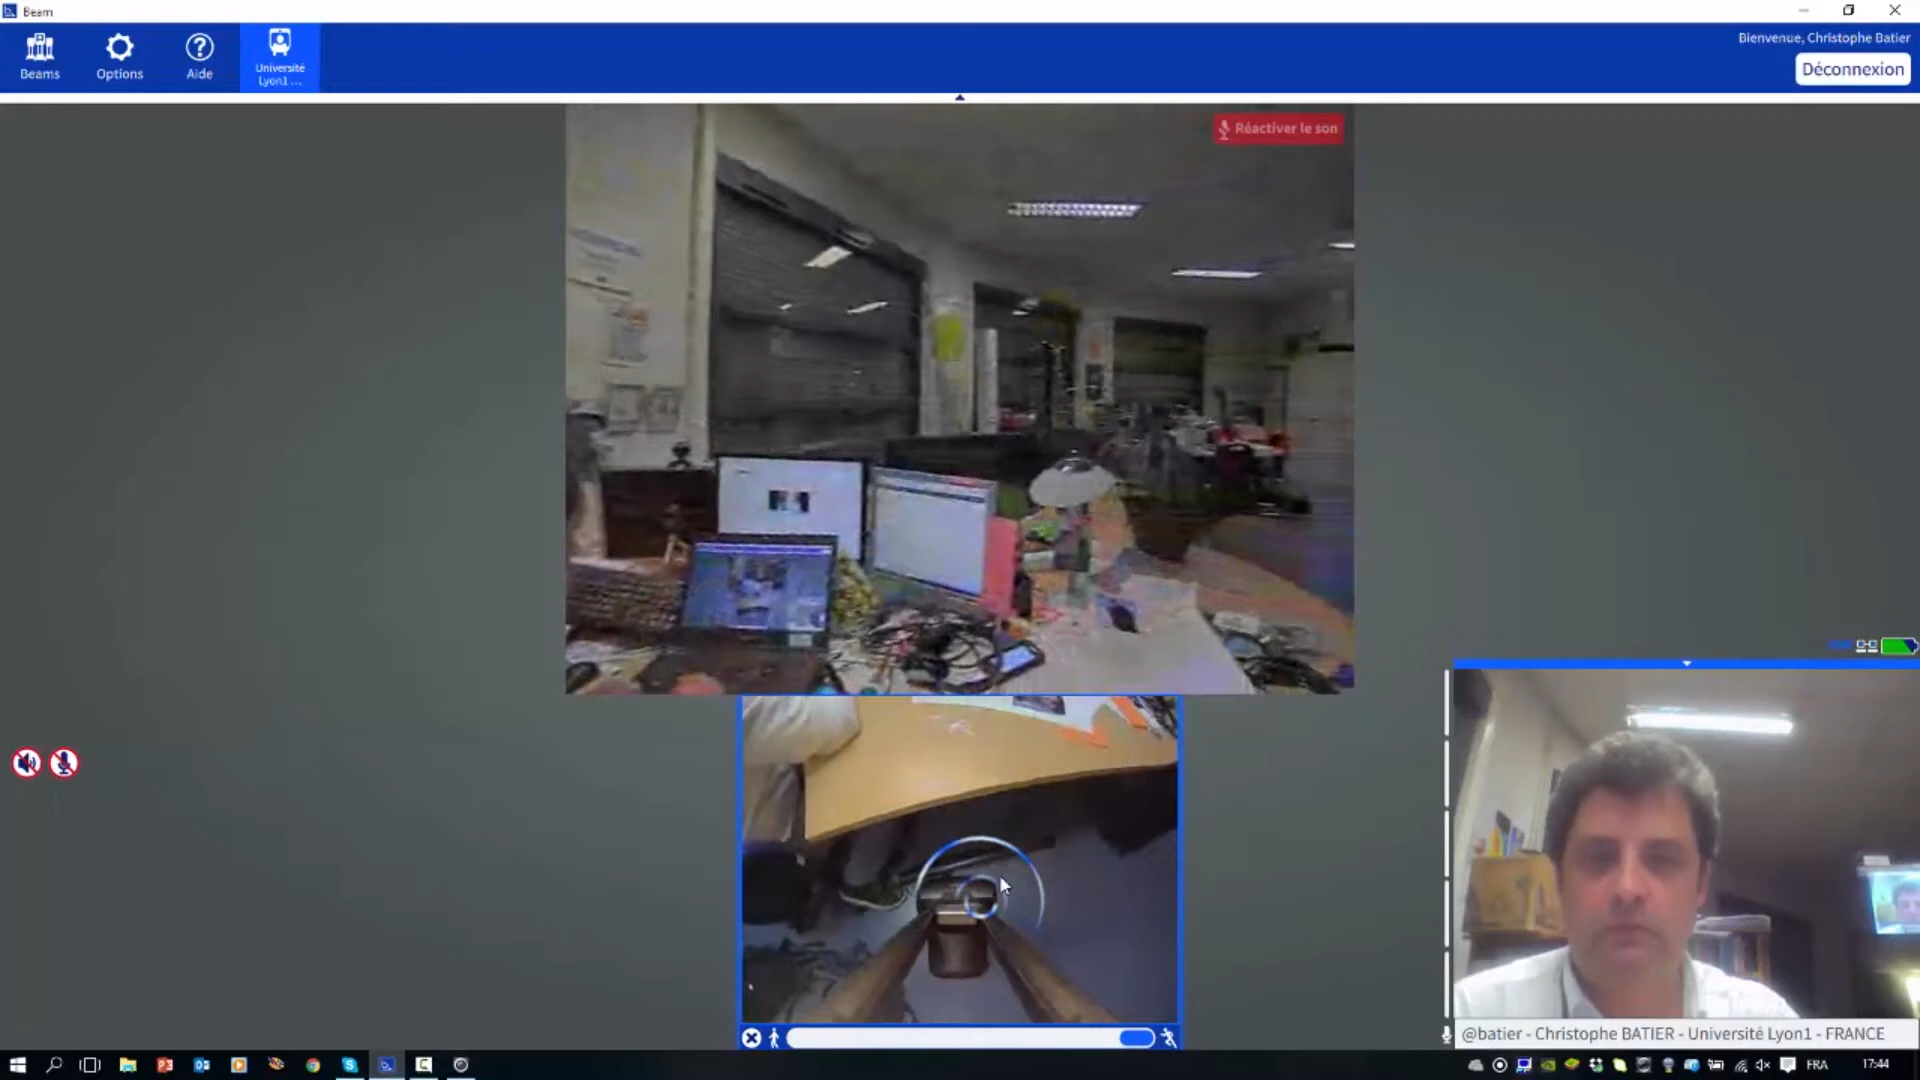 Beam
Beams
Options
Aide
Université
Lyon1 ...
Bienvenue, Christophe Batier
Déconnexion
Réactiver le son
@batier - Christophe BATIER - Université Lyon1 - FRANCE
FRA
17:44